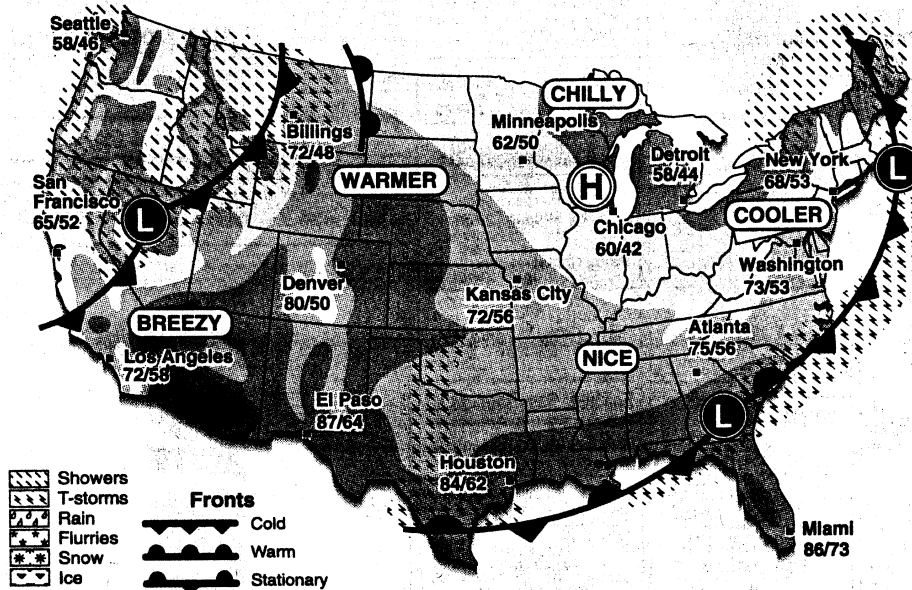 Seattle
58/46
Billings
72/48
CHILLY
Minneapolis
62/50
Detroit
58/44
New York
68/53
WARMER
H
L
San
Francisco
65/52
L
COOLER
Chicago
60/42
Washington
73/53
Denver
80/50
Kansas City
72/56
BREEZY
NICE
Atlanta
75/56
Los Angeles
72/58
El Paso
87/64
L
Houston
84/62
Miami
86/73
Showers
T-storms
Rain
Flurries
Snow
Ice
Fronts
Cold
Warm
Stationary